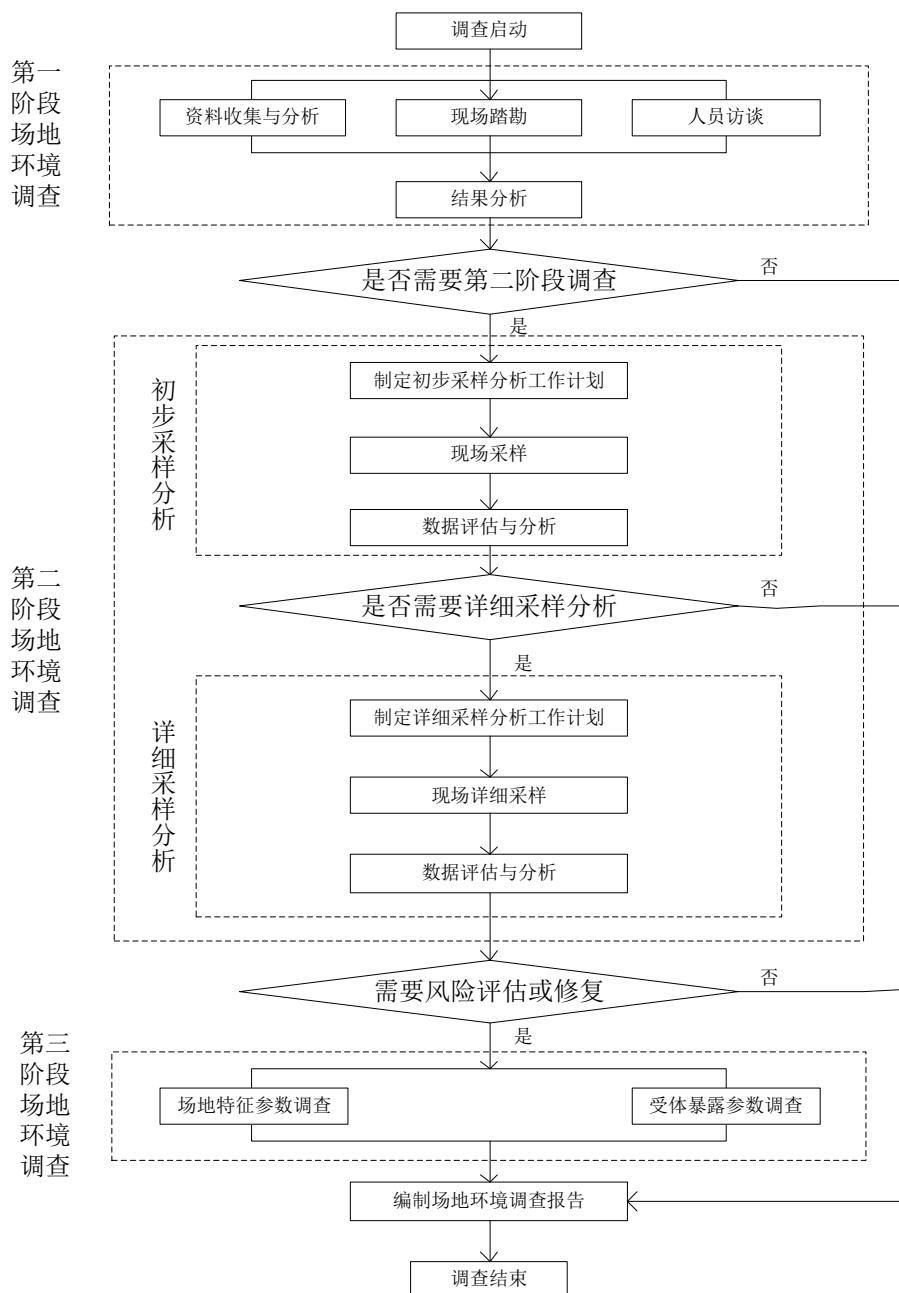 调查启动
第一
阶段
场地
环境
调查
资料收集与分析
现场踏勘
人员访谈
结果分析
是否需要第二阶段调查
否
是
第二
阶段
场地
环境
调查
初步采样分析
制定初步采样分析工作计划
现场采样
数据评估与分析
是否需要详细采样分析
否
是
详细采样分析
制定详细采样分析工作计划
现场详细采样
数据评估与分析
需要风险评估或修复
否
是
第三
阶段
场地
环境
调查
场地特征参数调查
受体暴露参数调查
编制场地环境调查报告
调查结束